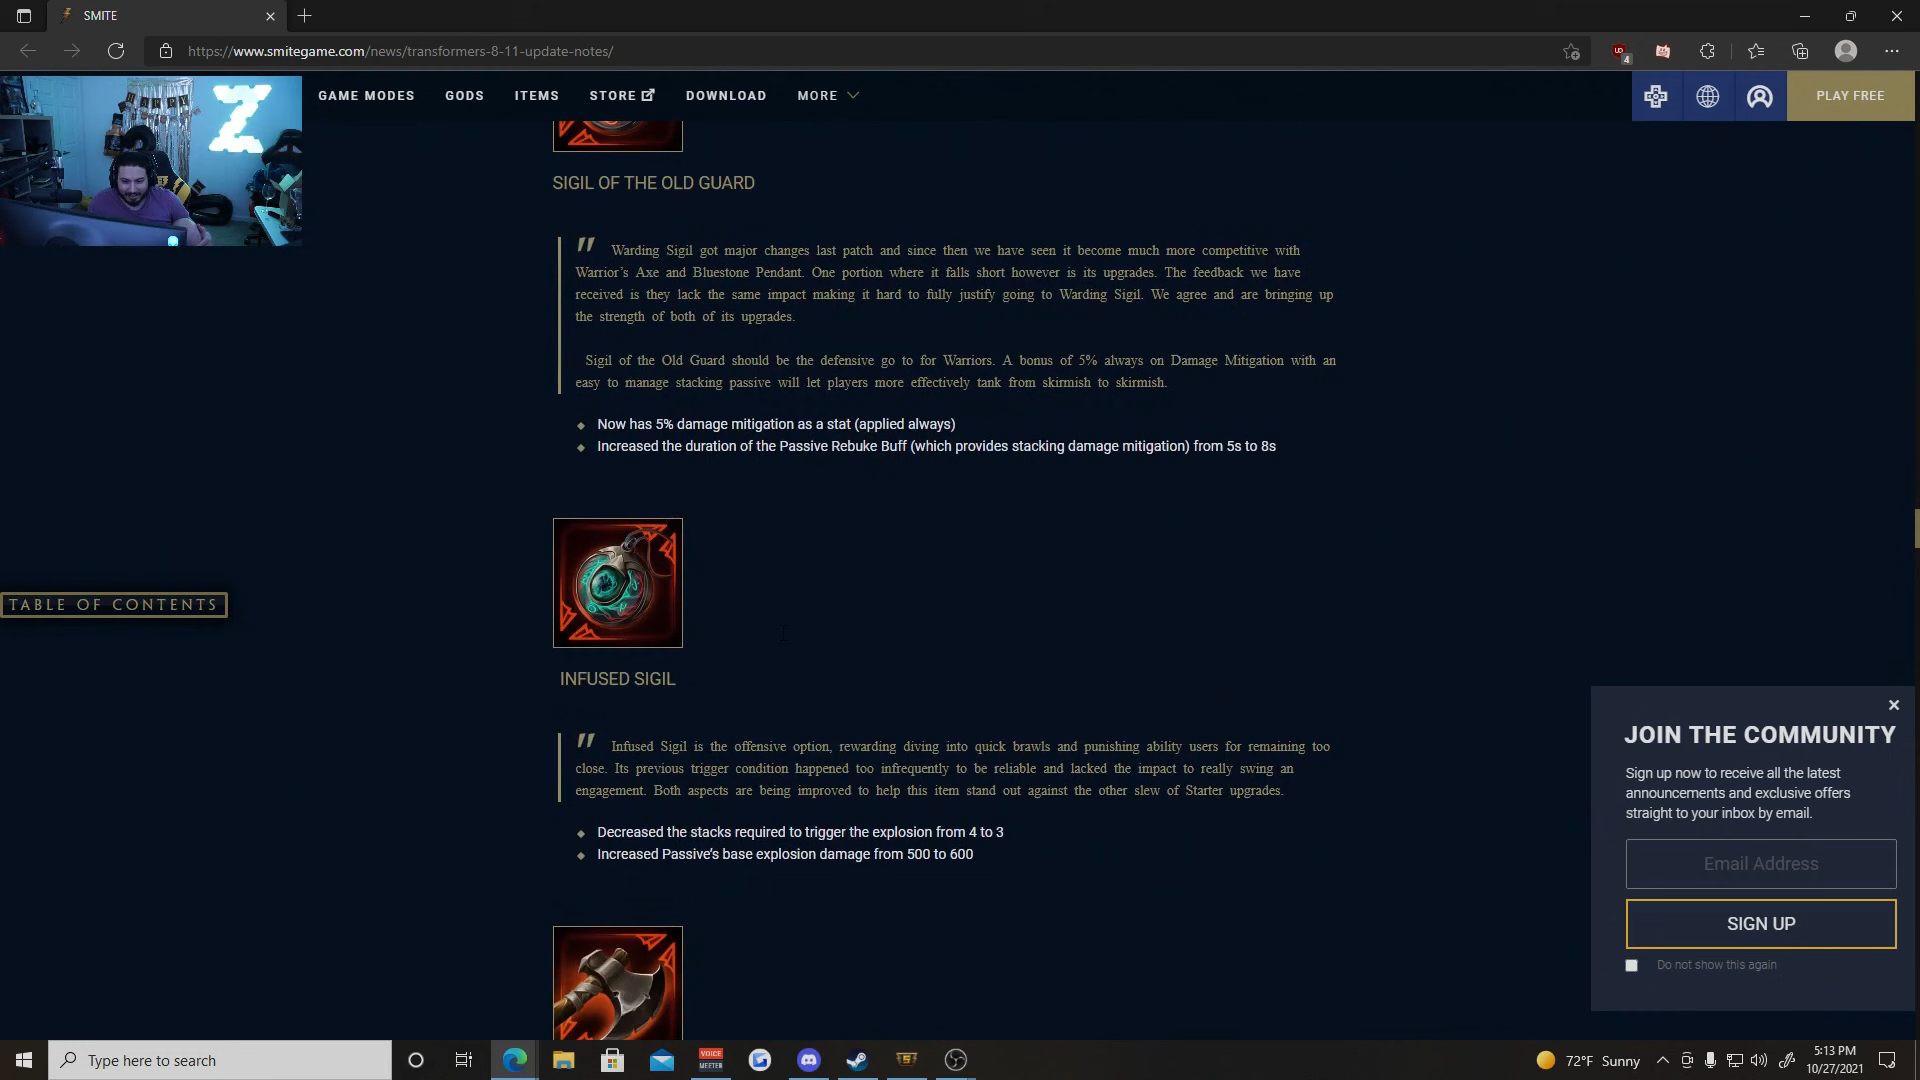 SMITE
https://www.smitegame.com/news/transformers-8-11-update-notes/
4
GAME MODES GODS ITEMS STORE DOWNLOAD MORE
PLAY FREE
Z
SIGIL OF THE OLD GUARD
" Warding Sigil got major changes last patch and since then we have seen it become much more competitive with
Warrior's Axe and Bluestone Pendant. One portion where it falls short however is its upgrades. The feedback we have
received is they lack the same impact making it hard to fully justify going to Warding Sigil. We agree and are bringing up
the strength of both of its upgrades.
Sigil of the Old Guard should be the defensive go to for Warriors. A bonus of 5% always on Damage Mitigation with an
easy to manage stacking passive will let players more effectively tank from skirmish to skirmish.
Now has 5% damage mitigation as a stat (applied always)
Increased the duration of the Passive Rebuke Buff (which provides stacking damage mitigation) from 5s to 8s
TABLE OF CONTENTS
INFUSED SIGIL
" Infused Sigil is the offensive option, rewarding diving into quick brawls and punishing ability users for remaining too
close. Its previous trigger condition happened too infrequently to be reliable and lacked the impact to really swing an
engagement. Both aspects are being improved to help this item stand out against the other slew of Starter upgrades.
Decreased the stacks required to trigger the explosion from 4 to 3
Increased Passive's base explosion damage from 500 to 600
JOIN THE COMMUNITY
Sign up now to receive all the latest
announcements and exclusive offers
straight to your inbox by email.
Email Address
SIGN UP
Do not show this again
Type here to search
VOICE
MEETER
72°F Sunny
5:13 PM
10/27/2021